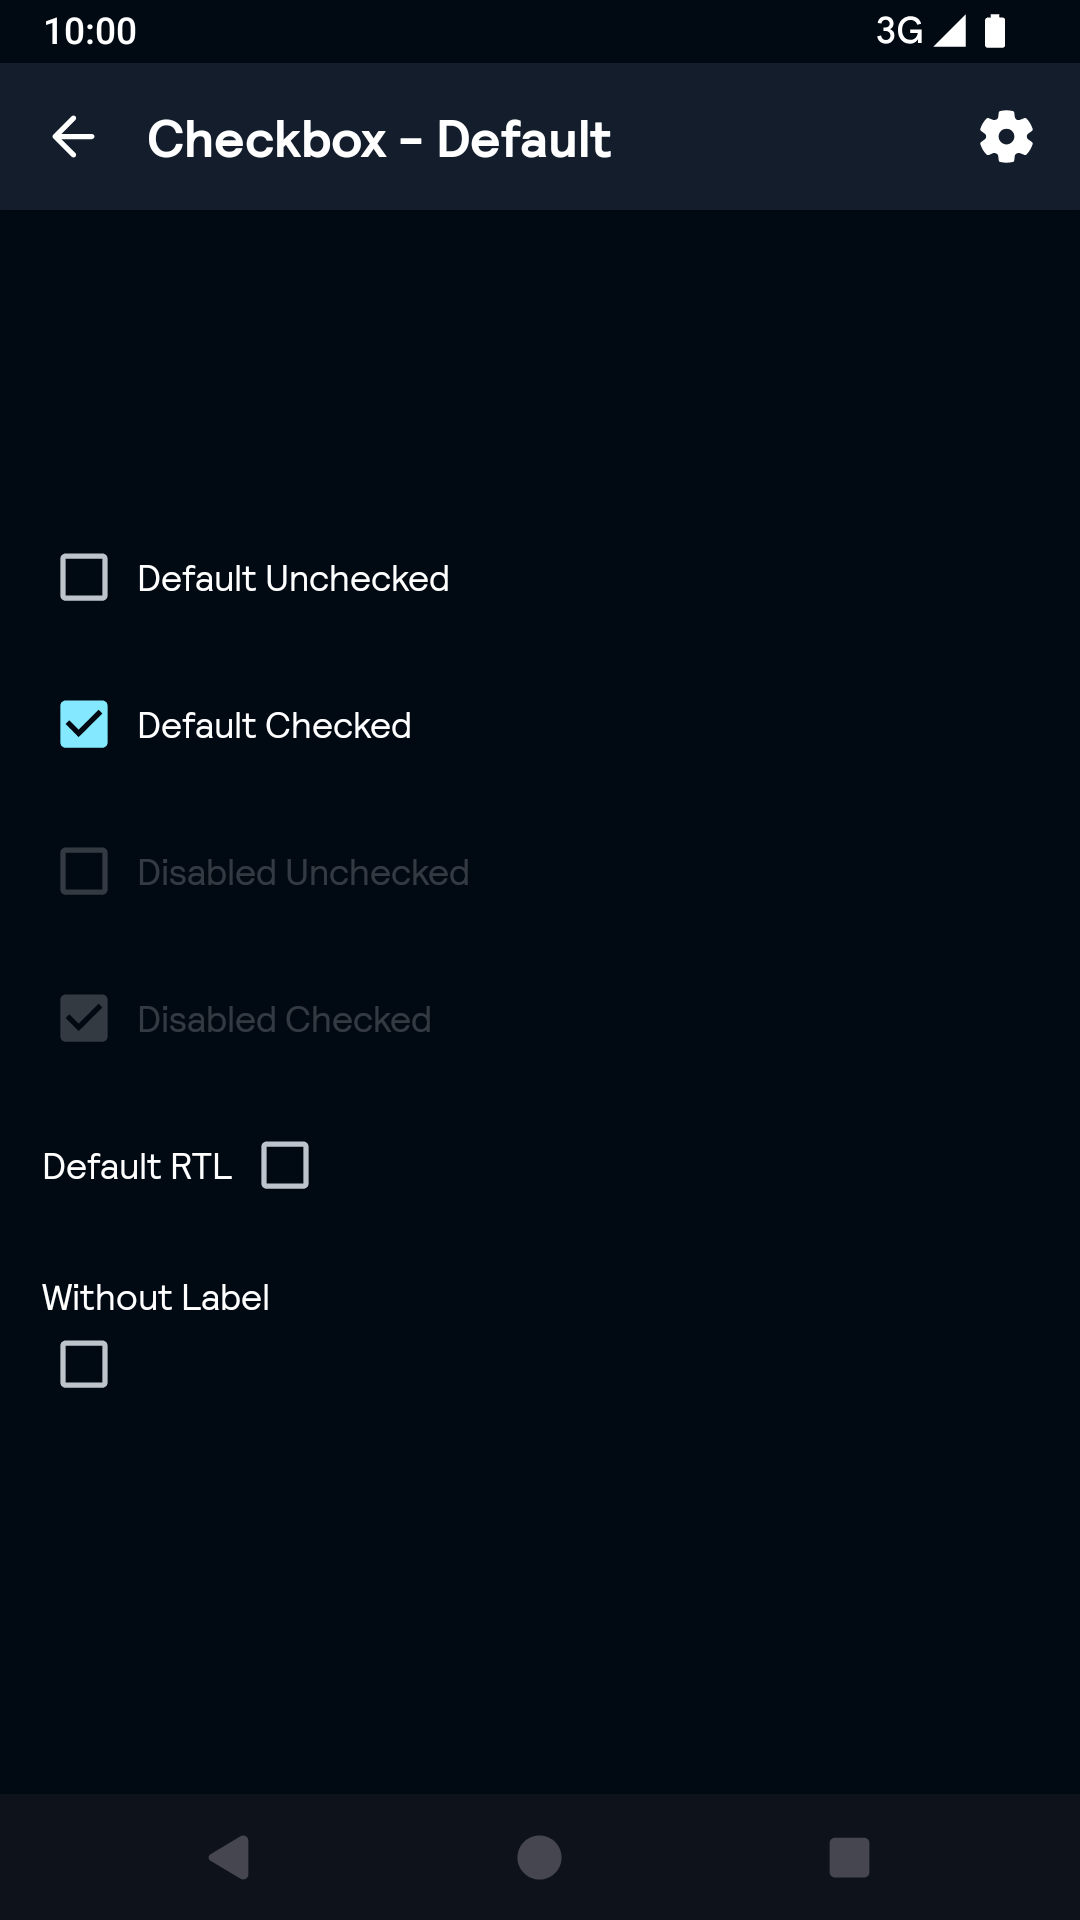 10:00
3G
Checkbox - Default
Default Unchecked
Default Checked
Disabled Unchecked
Disabled Checked
Default RTL
Without Label